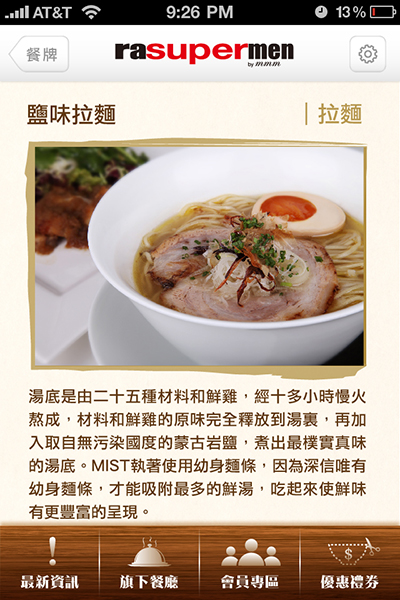 AT&T 9:26 PM 13%
餐牌
rasupermen
by mmm
鹽味拉麵 | 拉麵
湯底是由二十五種材料和鮮雞，經十多小時慢火
熬成，材料和鮮雞的原味完全釋放到湯裏，再加
入取自無污染國度的蒙古岩鹽，煮出最樸實真味
的湯底。MIST執著使用幼身麵條，因為深信唯有
幼身麵條，才能吸附最多的鮮湯，吃起來使鮮味
有更豐富的呈現。
最新資訊 旗下餐廳 會員專區 優惠禮券